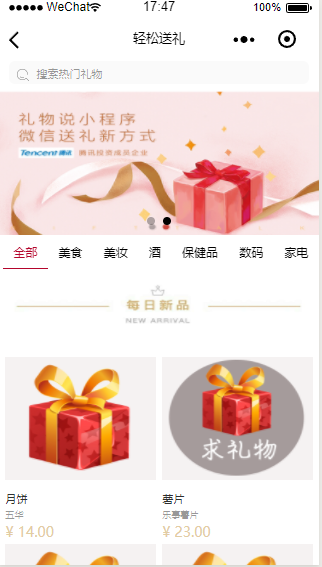 WeChat 17:47 100%
轻松送礼
搜索热门礼物
礼物说小程序
微信送礼新方式
Tencent 腾讯 腾讯投资成员企业
全部 美食 美妆 酒 保健品 数码 家电
每日新品
NEW ARRIVAL
求礼物
月饼 薯片
五华 乐事薯片
¥ 14.00 ¥ 23.00